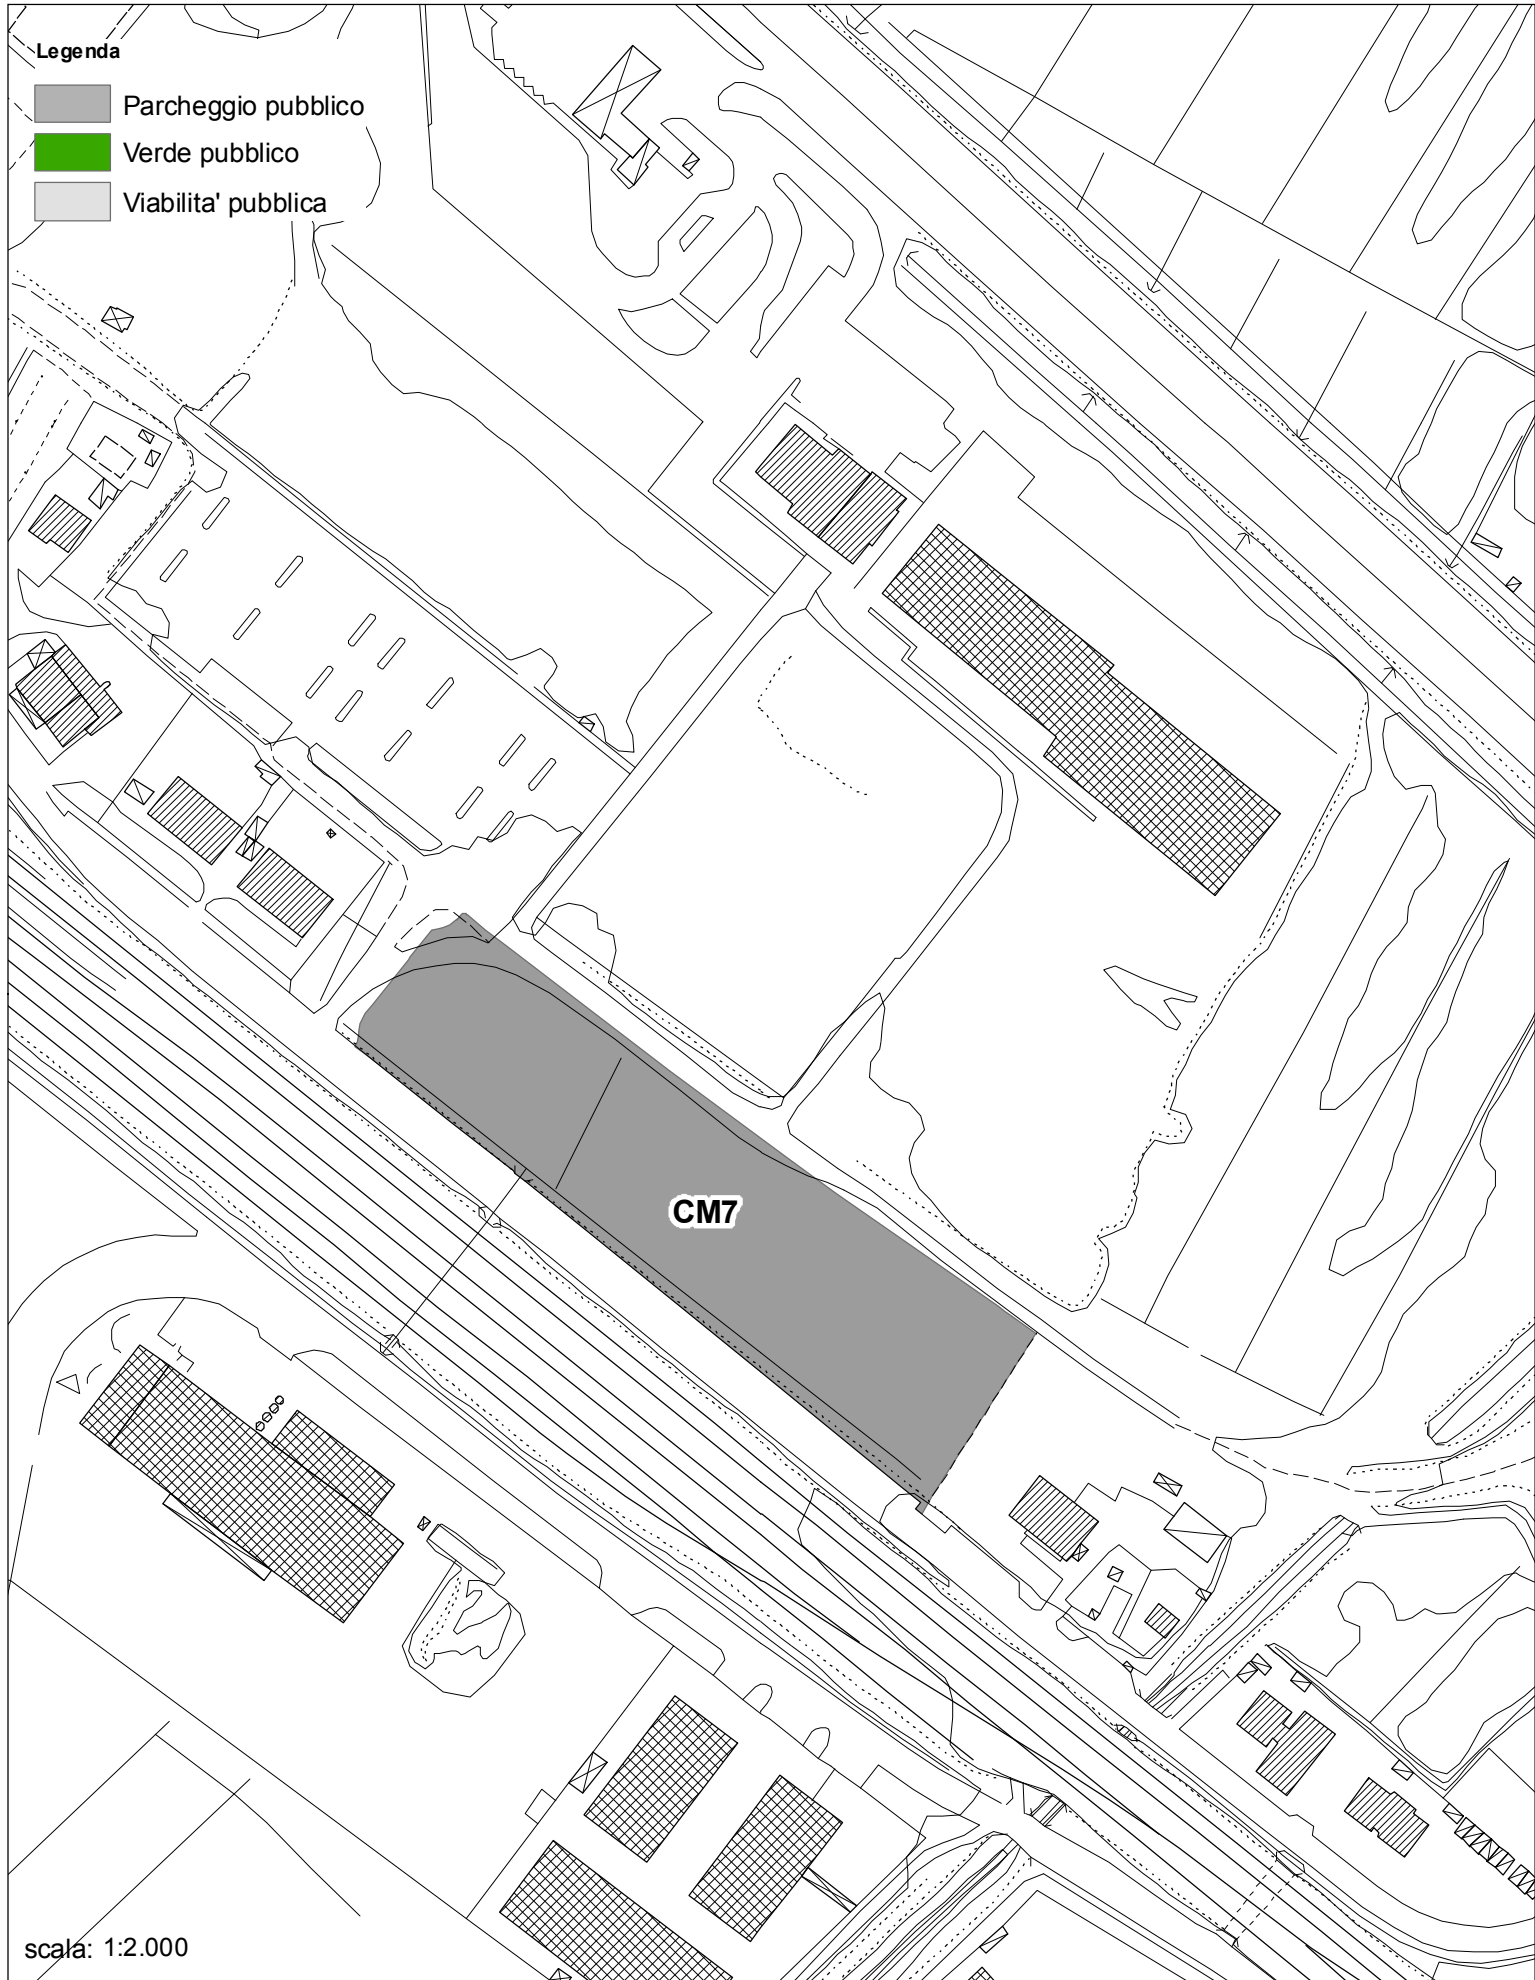 Legenda
Parcheggio pubblico
Verde pubblico
Viabilita' pubblica
CM7
scala: 1:2.000